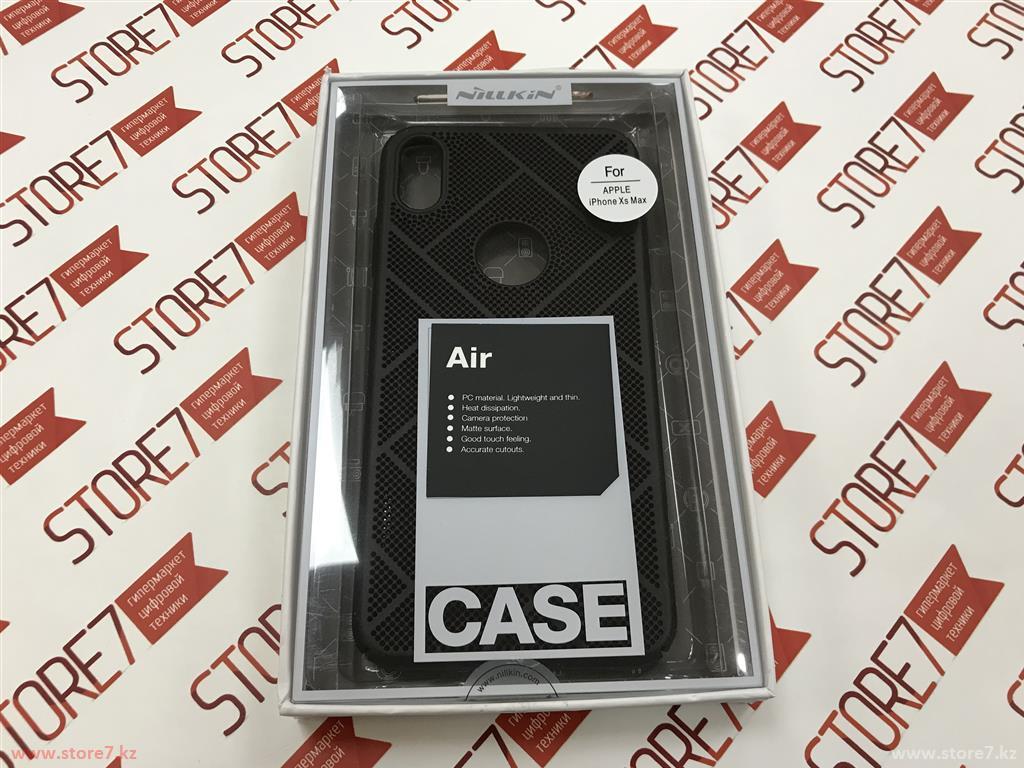 NILLKIN®
For
APPLE
iPhone Xs Max
Air
PC material. Lightweight and thin.
Heat dissipation.
Camera protection
Matte surface.
Good touch feeling.
Accurate cutouts.
CASE
www.nillkin.com
STORE7
гипермаркет
цифровой
техники
www.store7.kz
www.store7.kz